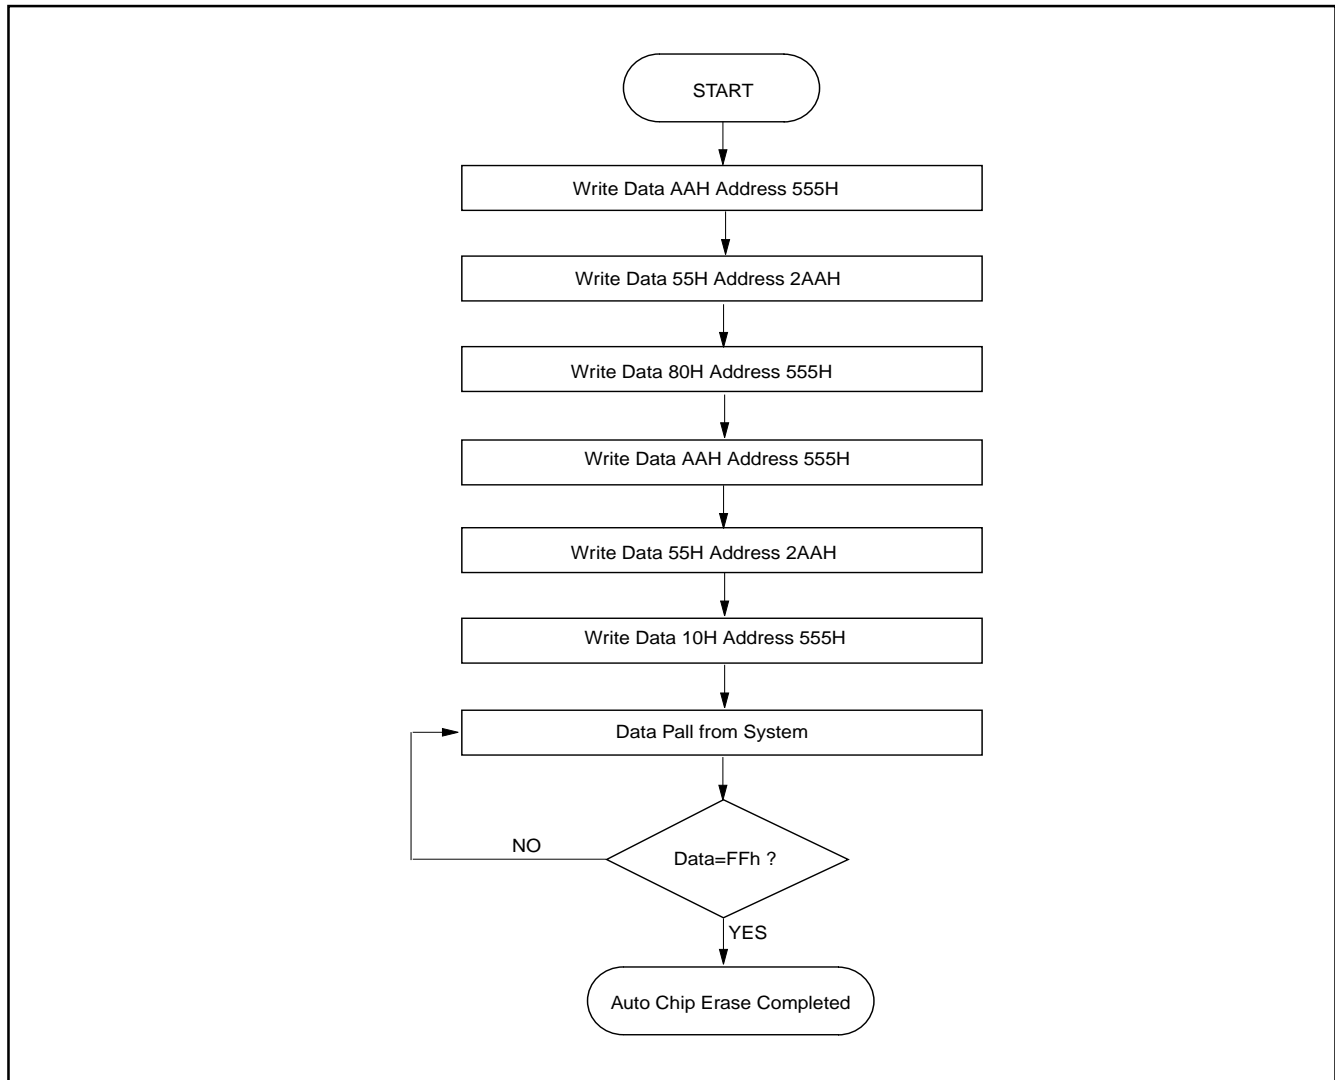 START
Write Data AAH Address 555H
Write Data 55H Address 2AAH
Write Data 80H Address 555H
Write Data AAH Address 555H
Write Data 55H Address 2AAH
Write Data 10H Address 555H
Data Pall from System
NO
Data=FFh ?
YES
Auto Chip Erase Completed